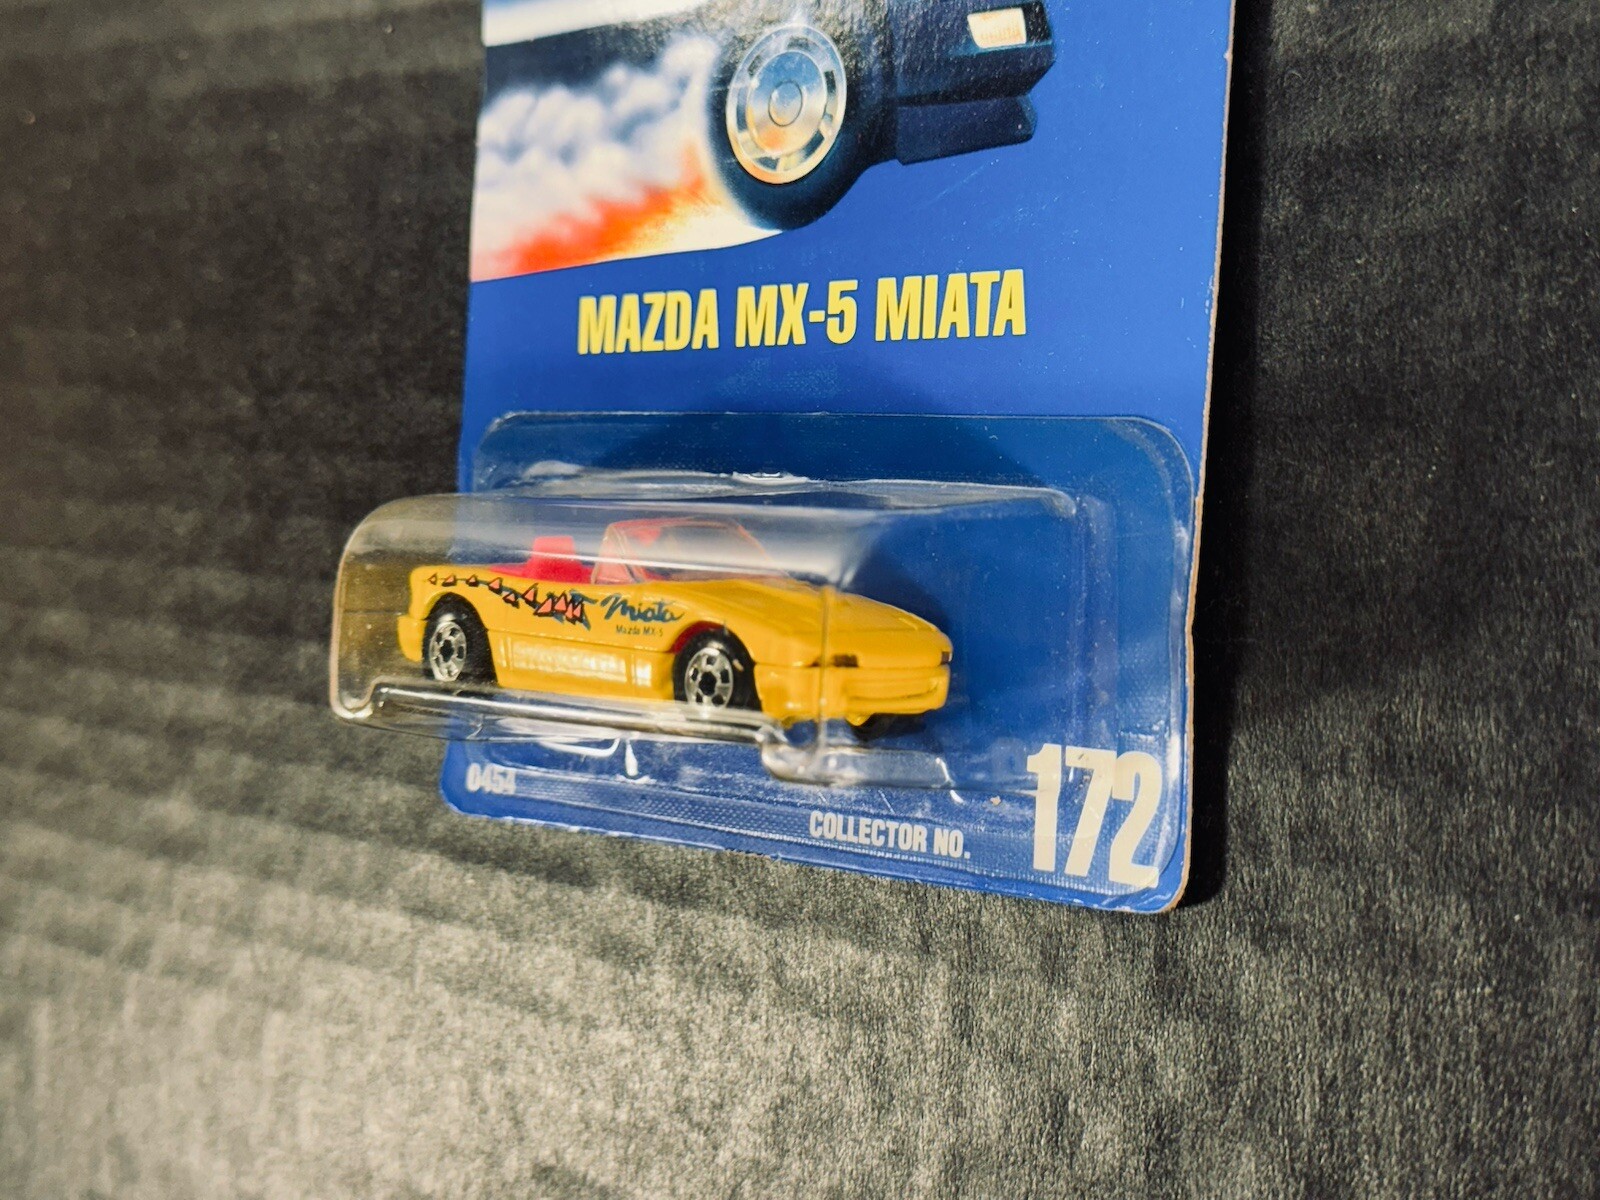 MAZDA MX-5 MIATA
Miata
Mazda MX-5
0454
COLLECTOR NO.
172